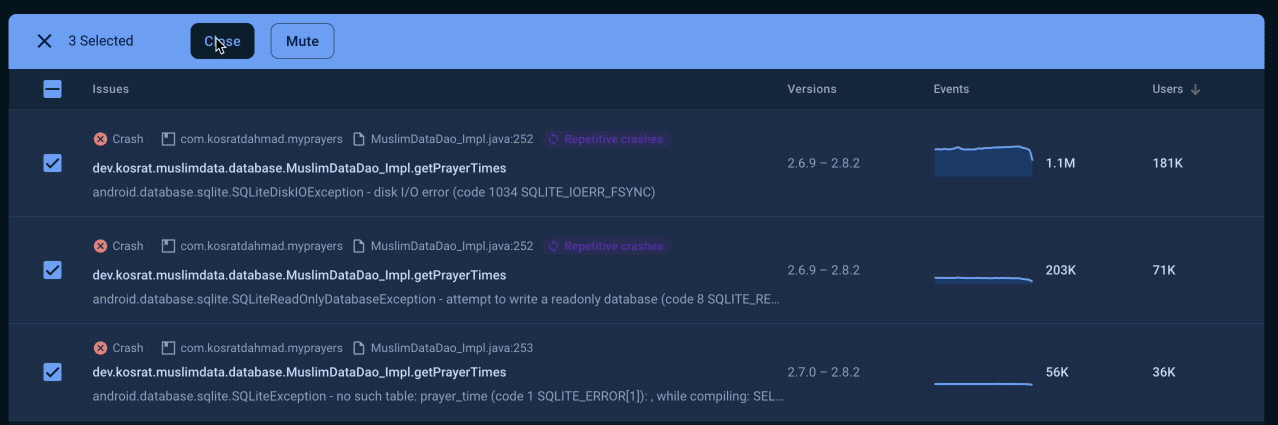 3 Selected Close Mute
Issues Versions Events Users
Crash com.kosratdahmad.myprayers MuslimDataDao_Impl.java:252 Repetitive crashes
dev.kosrat.muslimdata.database.MuslimDataDao_Impl.getPrayerTimes 2.6.9 – 2.8.2 1.1M 181K
android.database.sqlite.SQLiteDiskIOException - disk I/O error (code 1034 SQLITE_IOERR_FSYNC)
Crash com.kosratdahmad.myprayers MuslimDataDao_Impl.java:252 Repetitive crashes
dev.kosrat.muslimdata.database.MuslimDataDao_Impl.getPrayerTimes 2.6.9 – 2.8.2 203K 71K
android.database.sqlite.SQLiteReadOnlyDatabaseException - attempt to write a readonly database (code 8 SQLITE_RE...
Crash com.kosratdahmad.myprayers MuslimDataDao_Impl.java:253
dev.kosrat.muslimdata.database.MuslimDataDao_Impl.getPrayerTimes 2.7.0 – 2.8.2 56K 36K
android.database.sqlite.SQLiteException - no such table: prayer_time (code 1 SQLITE_ERROR[1]): , while compiling: SEL...